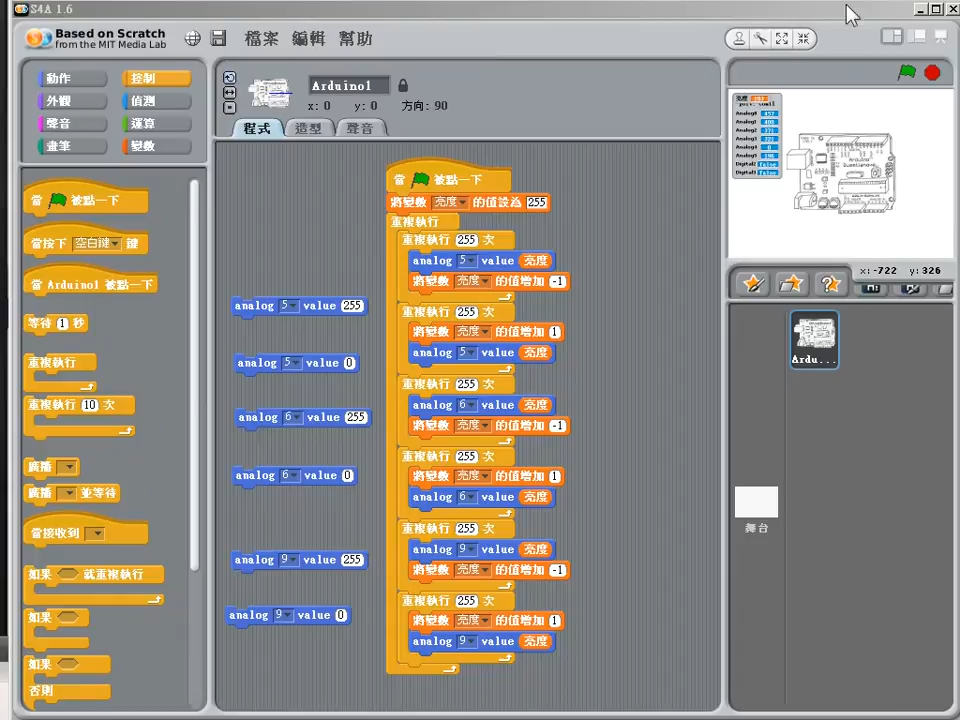 S4A 1.6
Based on Scratch
from the MIT Media Lab
檔案 編輯 幫助
動作 控制
外觀 偵測
聲音 運算
畫筆 變數
Arduino1
x: 0 y: 0 方向: 90
程式 造型 聲音
當 被點一下
當按下 空白鍵 鍵
當 Arduino1 被點一下
等待 1 秒
重複執行
重複執行 10 次
廣播
廣播 並等待
當接收到
如果 就重複執行
如果
如果
否則
analog 5 value 255
analog 5 value 0
analog 6 value 255
analog 6 value 0
analog 9 value 255
analog 9 value 0
當 被點一下
將變數 亮度 的值設為 255
重複執行
重複執行 255 次
analog 5 value 亮度
將變數 亮度 的值增加 -1
重複執行 255 次
將變數 亮度 的值增加 1
analog 5 value 亮度
重複執行 255 次
analog 6 value 亮度
將變數 亮度 的值增加 -1
重複執行 255 次
將變數 亮度 的值增加 1
analog 6 value 亮度
重複執行 255 次
analog 9 value 亮度
將變數 亮度 的值增加 -1
重複執行 255 次
將變數 亮度 的值增加 1
analog 9 value 亮度
亮度
Analog0
Analog1
Analog2
Analog3
Analog4 0
Analog5
Digital2 false
Digital3 false
x: -722 y: 326
Ardu...
舞台